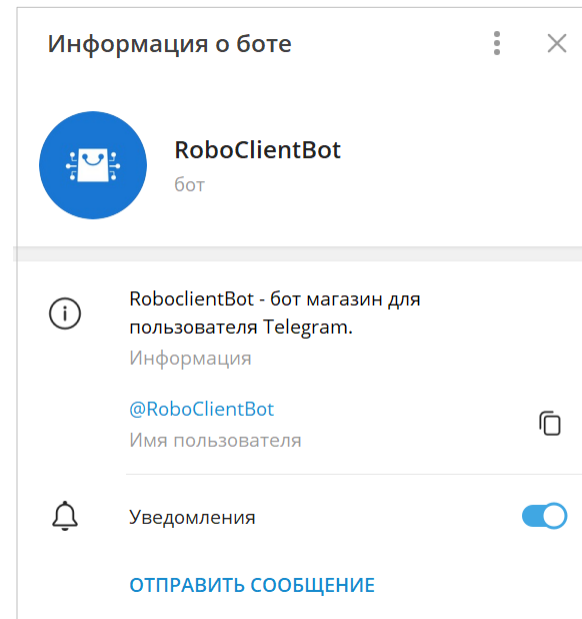 Информация о боте
RoboClientBot
бот
RoboclientBot - бот магазин для
пользователя Telegram.
Информация
@RoboClientBot
Имя пользователя
Уведомления
ОТПРАВИТЬ СООБЩЕНИЕ